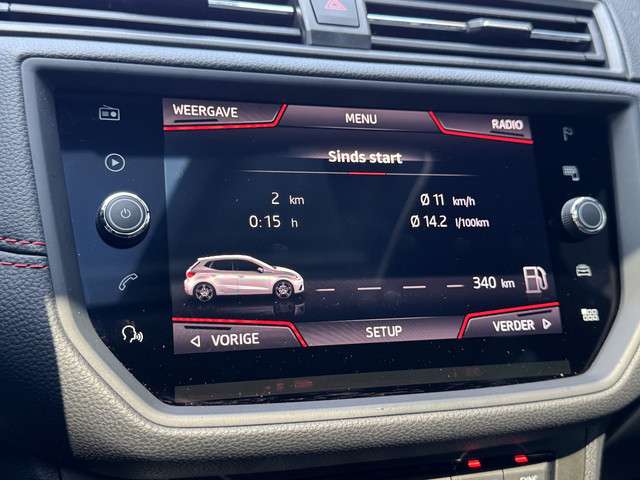 WEERGAVE MENU RADIO
Sinds start
2 km Ø 11 km/h
0:15 h Ø 14.2 l/100km
340 km
◁ VORIGE SETUP VERDER ▷